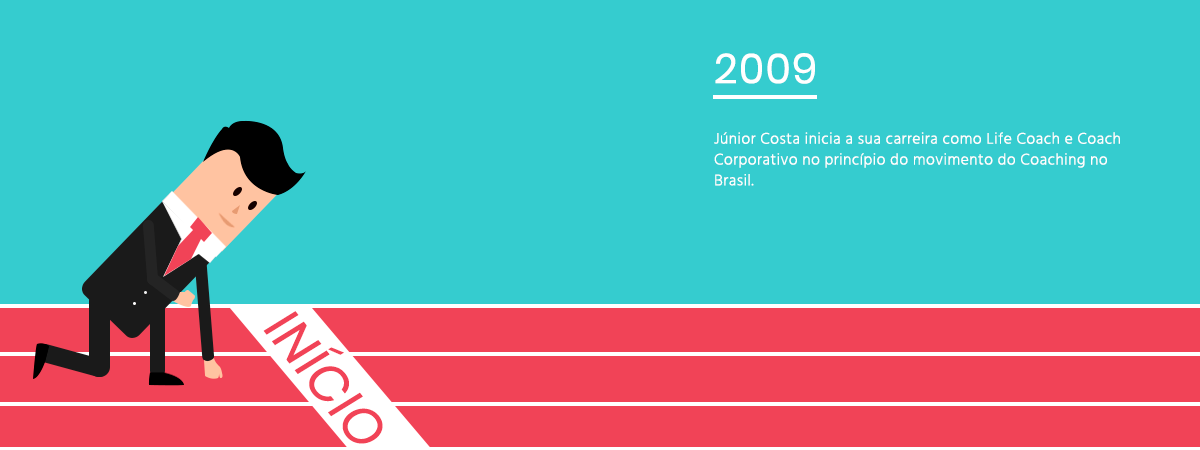 2009
Júnior Costa inicia a sua carreira como Life Coach e Coach
Corporativo no princípio do movimento do Coaching no
Brasil.
INÍCIO